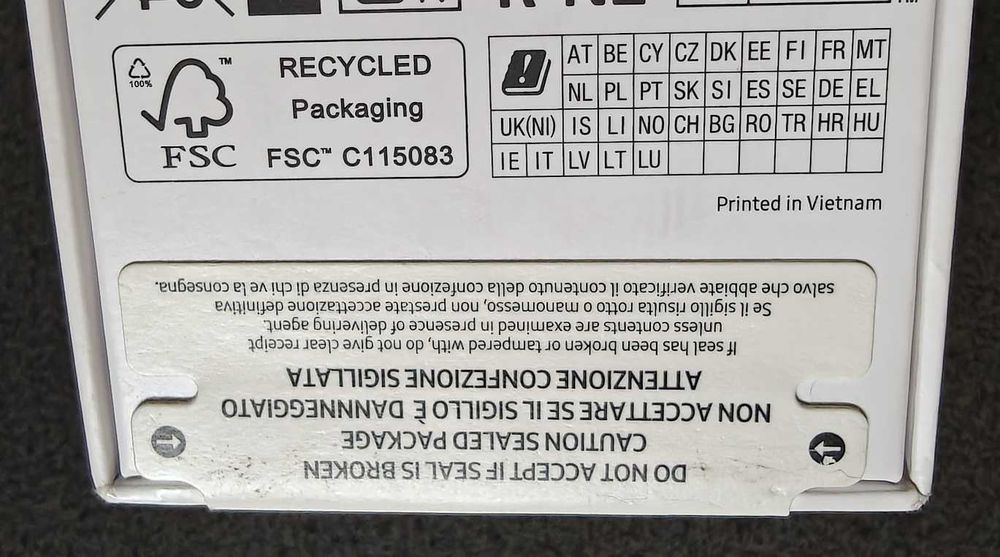 RECYCLED
Packaging
FSC™ C115083
100%
™
FSC
AT BE CY CZ DK EE FI FR MT
NL PL PT SK SI ES SE DE EL
UK(NI) IS LI NO CH BG RO TR HR HU
IE IT LV LT LU
Printed in Vietnam
DO NOT ACCEPT IF SEAL IS BROKEN
CAUTION SEALED PACKAGE
NON ACCETTARE SE IL SIGILLO È DANNNEGGIATO
ATTENZIONE CONFEZIONE SIGILLATA
If seal has been broken or tampered with, do not give clear receipt
unless contents are examined in presence of delivering agent.
Se il sigillo risulta rotto o manomesso, non prestate accettazione definitiva
salvo che abbiate verificato il contenuto della confezione in presenza di chi ve la consegna.